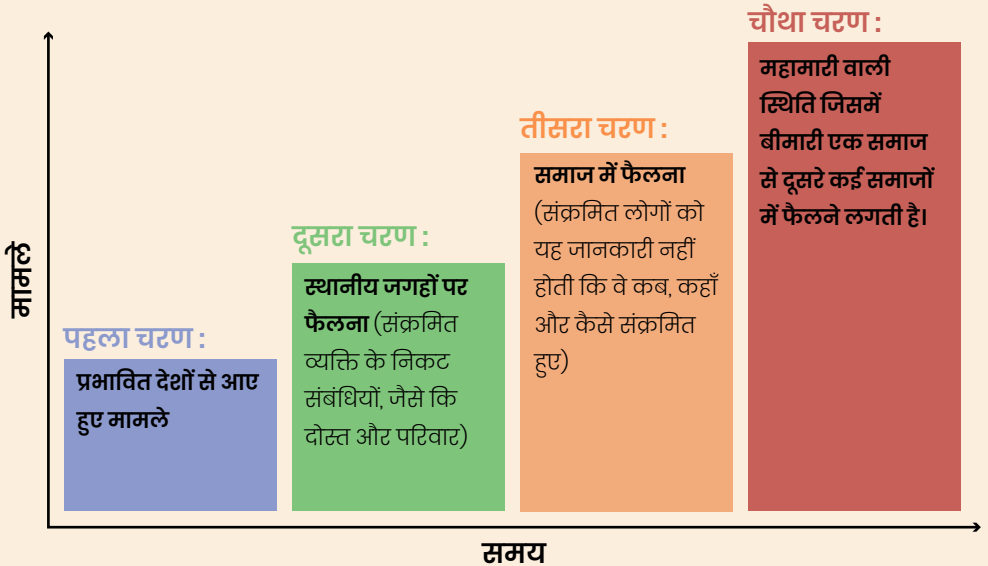 चौथा चरण :
महामारी वाली
स्थिति जिसमें
बीमारी एक समाज
से दूसरे कई समाजों
में फैलने लगती है।
तीसरा चरण :
समाज में फैलना
(संक्रमित लोगों को
यह जानकारी नहीं
होती कि वे कब, कहाँ
और कैसे संक्रमित
हुए)
दूसरा चरण :
स्थानीय जगहों पर
फैलना (संक्रमित
व्यक्ति के निकट
संबंधियों, जैसे कि
दोस्त और परिवार)
पहला चरण :
प्रभावित देशों से आए
हुए मामले
मामले
समय